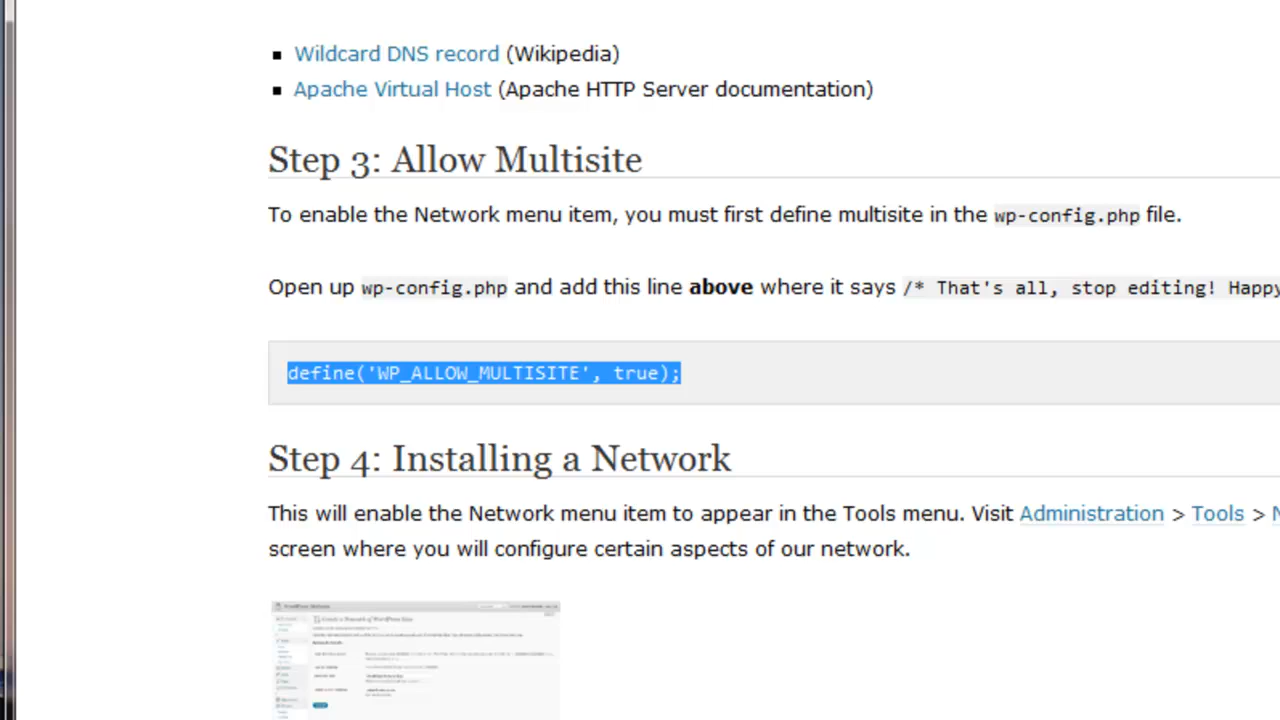 Wildcard DNS record (Wikipedia)
Apache Virtual Host (Apache HTTP Server documentation)
Step 3: Allow Multisite
To enable the Network menu item, you must first define multisite in the wp-config.php file.
Open up wp-config.php and add this line above where it says /* That's all, stop editing! Happy
define('WP_ALLOW_MULTISITE', true);
Step 4: Installing a Network
This will enable the Network menu item to appear in the Tools menu. Visit Administration > Tools >
screen where you will configure certain aspects of our network.